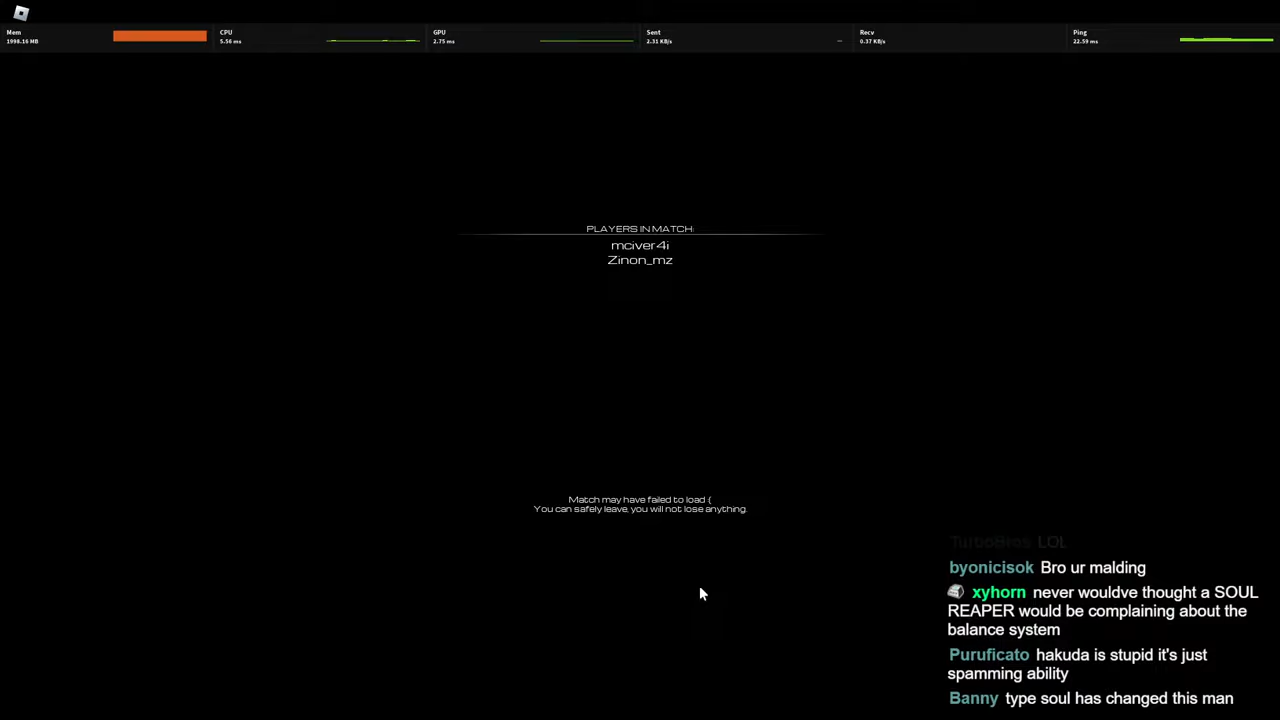 Mem
1998.16 MB
CPU
5.56 ms
GPU
2.75 ms
Sent
2.31 KB/s
Recv
0.37 KB/s
Ping
22.59 ms
PLAYERS IN MATCH:
mciver4i
Zinon_mz
Match may have failed to load :(
You can safely leave, you will not lose anything.
TurboBros LOL
byonicisok Bro ur malding
xyhorn never wouldve thought a SOUL
REAPER would be complaining about the
balance system
Puruficato hakuda is stupid it's just
spamming ability
Banny type soul has changed this man